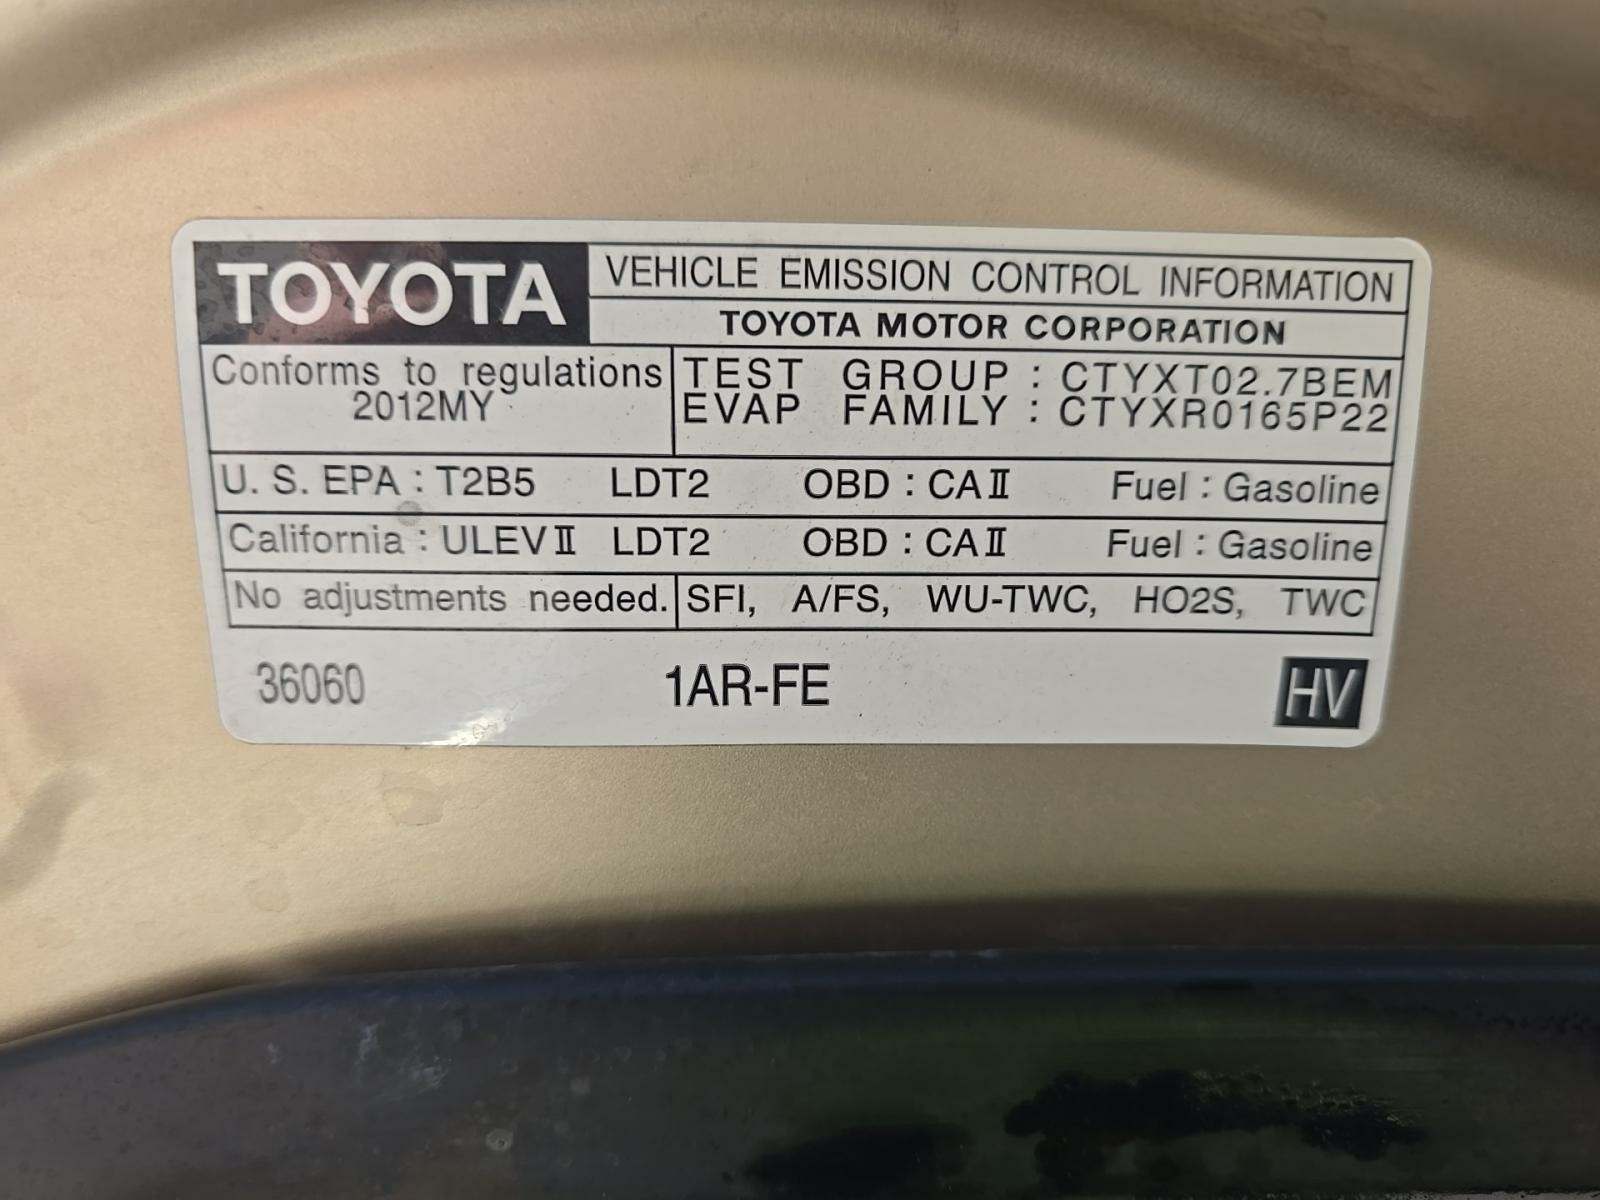 TOYOTA VEHICLE EMISSION CONTROL INFORMATION
TOYOTA MOTOR CORPORATION
Conforms to regulations
2012MY
TEST GROUP : CTYXT02.7BEM
EVAP FAMILY : CTYXR0165P22
U. S. EPA : T2B5 LDT2 OBD : CAⅡ Fuel : Gasoline
California : ULEVⅡ LDT2 OBD : CAⅡ Fuel : Gasoline
No adjustments needed. SFI, A/FS, WU-TWC, HO2S, TWC
36060 1AR-FE HV